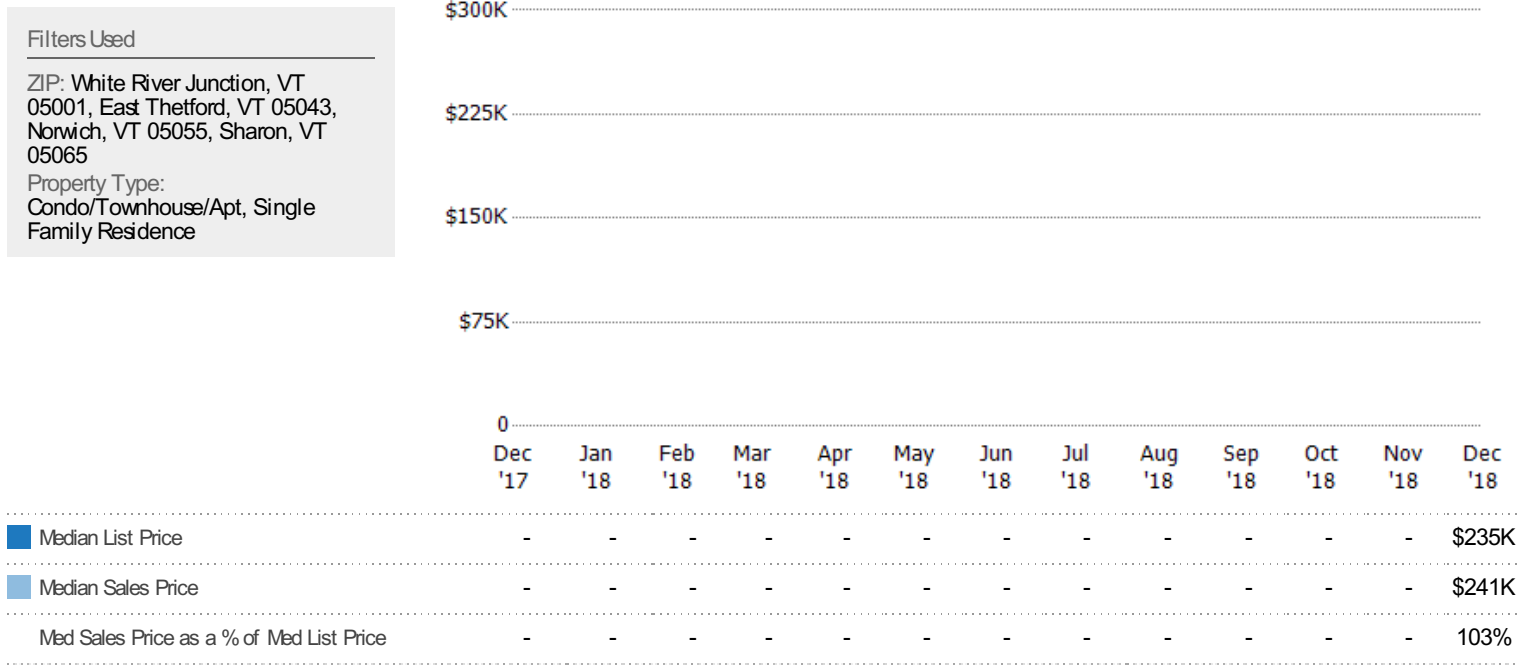 Filters Used
ZIP: White River Junction, VT
05001, East Thetford, VT 05043,
Norwich, VT 05055, Sharon, VT
05065
Property Type:
Condo/Townhouse/Apt, Single
Family Residence
$300K
$225K
$150K
$75K
0
Dec Jan Feb Mar Apr May Jun Jul Aug Sep Oct Nov Dec
'17 '18 '18 '18 '18 '18 '18 '18 '18 '18 '18 '18 '18
Median List Price - - - - - - - - - - - - $235K
Median Sales Price - - - - - - - - - - - - $241K
Med Sales Price as a % of Med List Price - - - - - - - - - - - - 103%